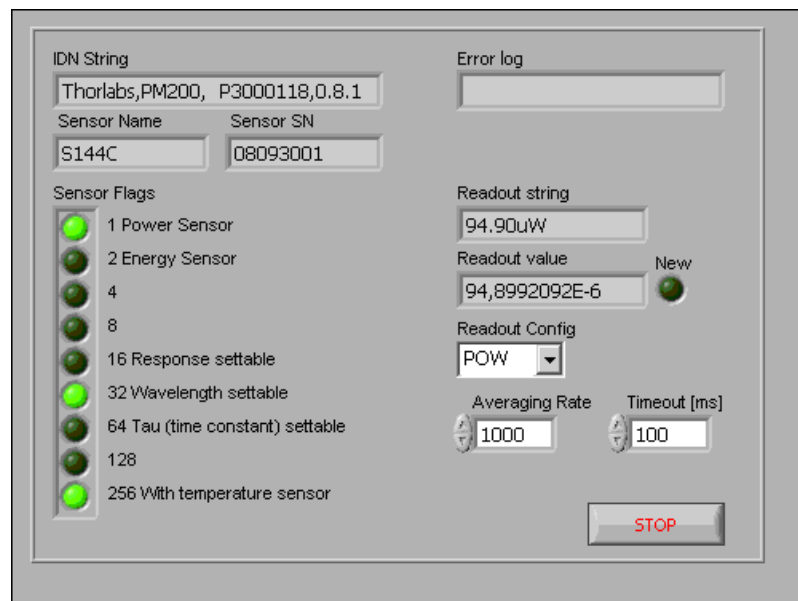 IDN String
Thorlabs,PM200, P3000118,0.8.1
Sensor Name Sensor SN
S144C 08093001
Sensor Flags
1 Power Sensor
2 Energy Sensor
4
8
16 Response settable
32 Wavelength settable
64 Tau (time constant) settable
128
256 With temperature sensor
Error log
Readout string
94.90uW
Readout value New
94,8992092E-6
Readout Config
POW
Averaging Rate Timeout [ms]
1000 100
STOP